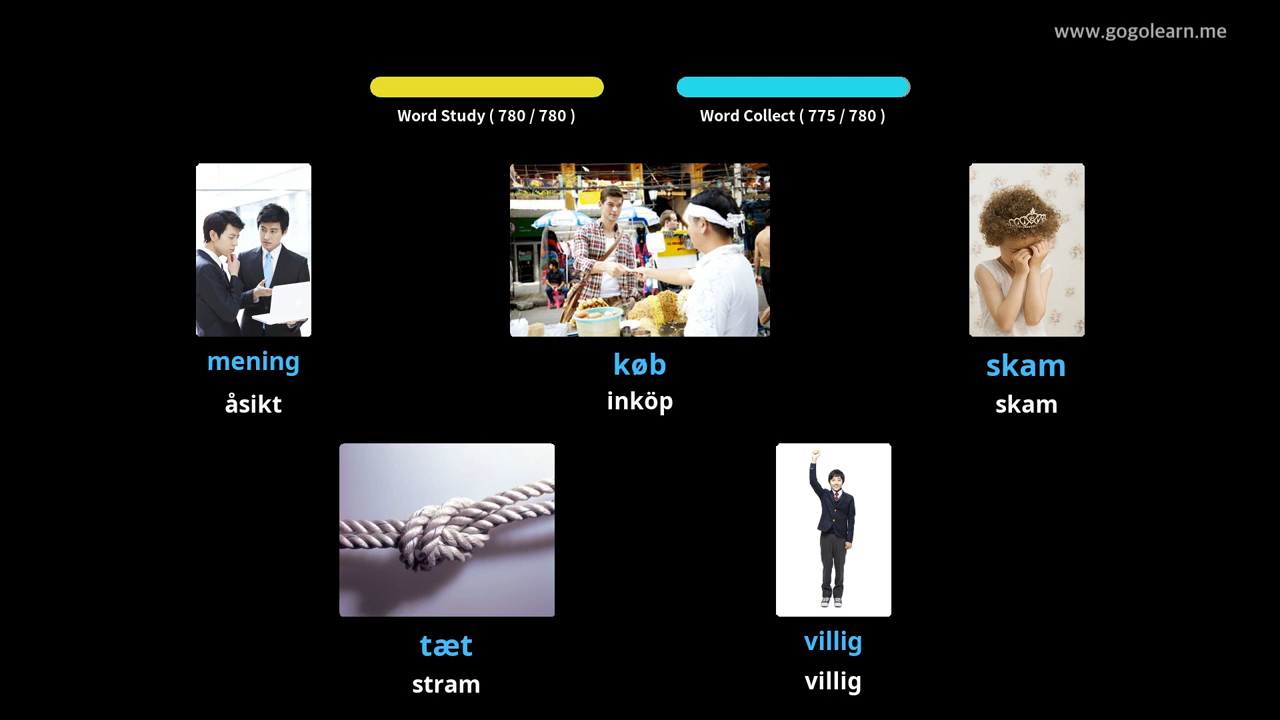 www.gogolearn.me
Word Study ( 780 / 780 )
Word Collect ( 775 / 780 )
mening
åsikt
køb
inköp
skam
skam
tæt
stram
villig
villig